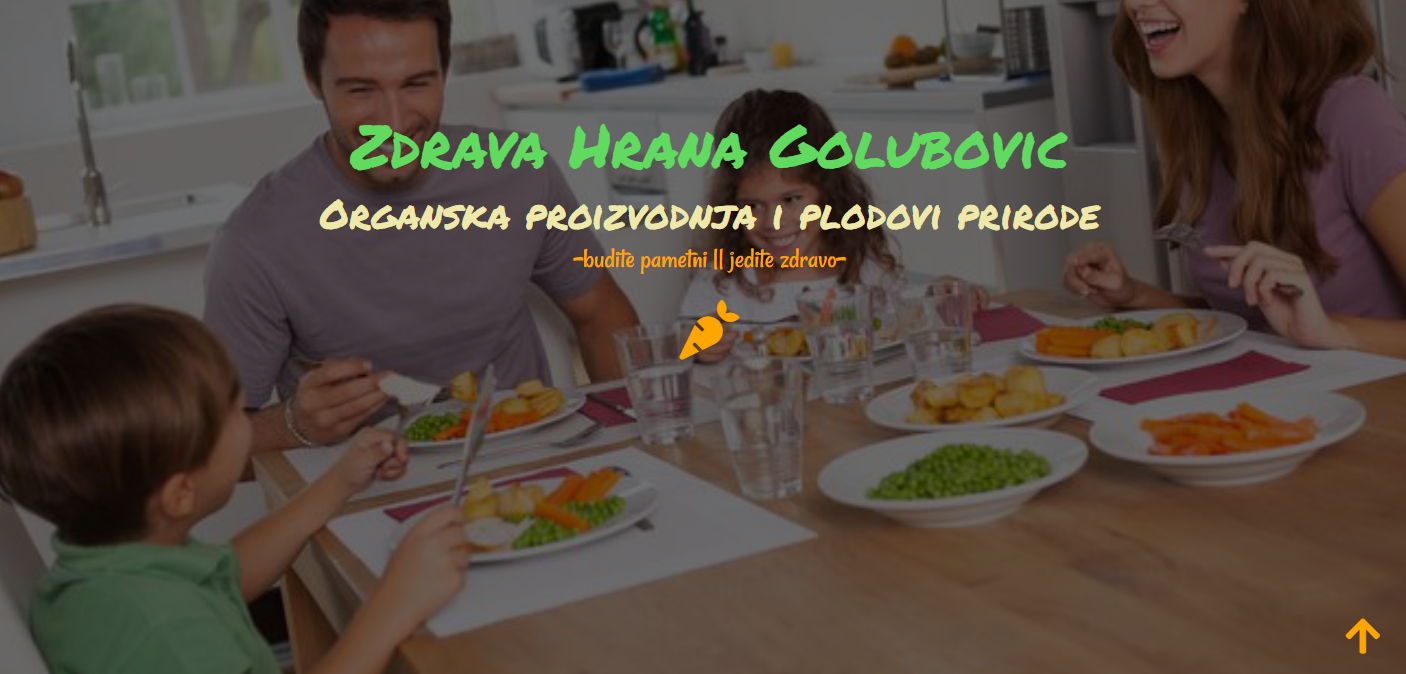 Zdrava Hrana Golubovic
Organska proizvodnja i plodovi prirode
-budite pametni || jedite zdravo-